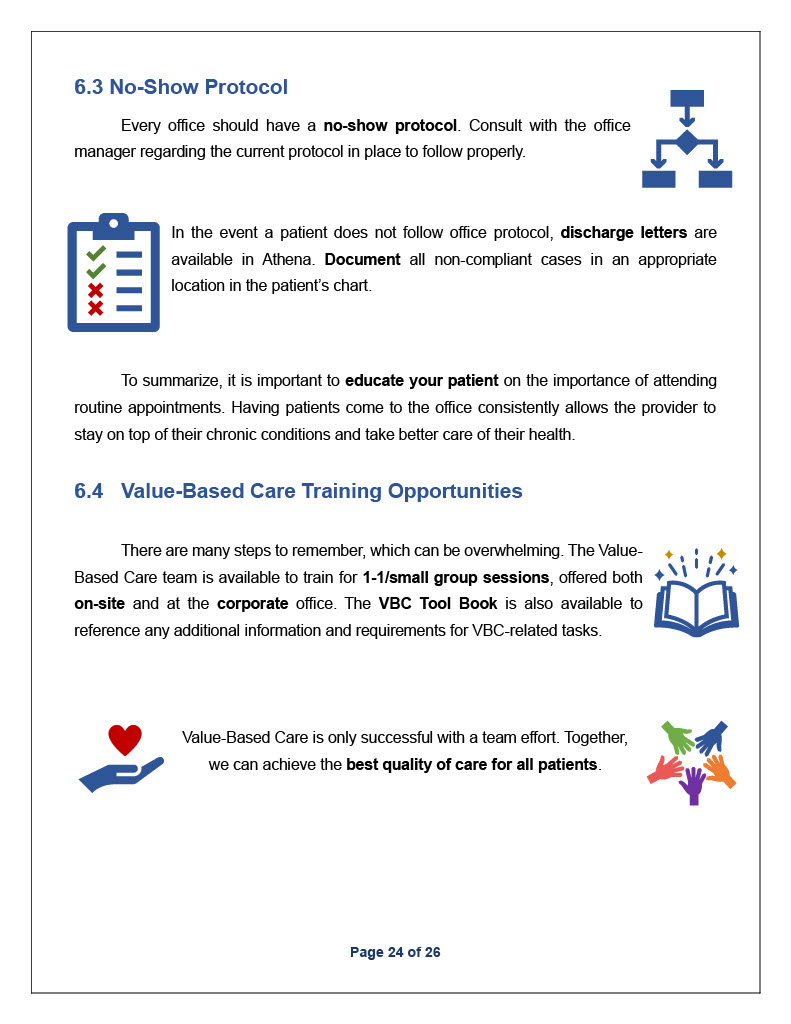 6.3 No-Show Protocol
Every office should have a no-show protocol. Consult with the office
manager regarding the current protocol in place to follow properly.
In the event a patient does not follow office protocol, discharge letters are
available in Athena. Document all non-compliant cases in an appropriate
location in the patient’s chart.
To summarize, it is important to educate your patient on the importance of attending
routine appointments. Having patients come to the office consistently allows the provider to
stay on top of their chronic conditions and take better care of their health.
6.4 Value-Based Care Training Opportunities
There are many steps to remember, which can be overwhelming. The Value-
Based Care team is available to train for 1-1/small group sessions, offered both
on-site and at the corporate office. The VBC Tool Book is also available to
reference any additional information and requirements for VBC-related tasks.
Value-Based Care is only successful with a team effort. Together,
we can achieve the best quality of care for all patients.
Page 24 of 26